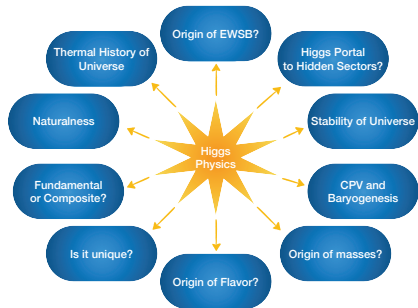 Origin of EWSB?
Thermal History of
Universe
Higgs Portal
to Hidden Sectors?
Naturalness
Stability of Universe
Higgs
Physics
Fundamental
or Composite?
CPV and
Baryogenesis
Is it unique?
Origin of masses?
Origin of Flavor?